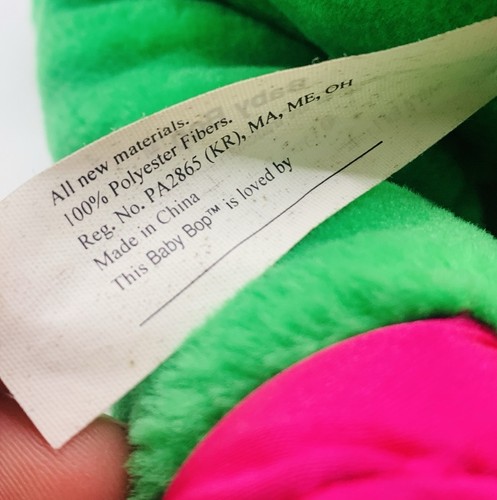 All new materials.
100% Polyester Fibers.
Reg. No. PA2865 (KR), MA, ME, OH
Made in China
This Baby Bop™ is loved by